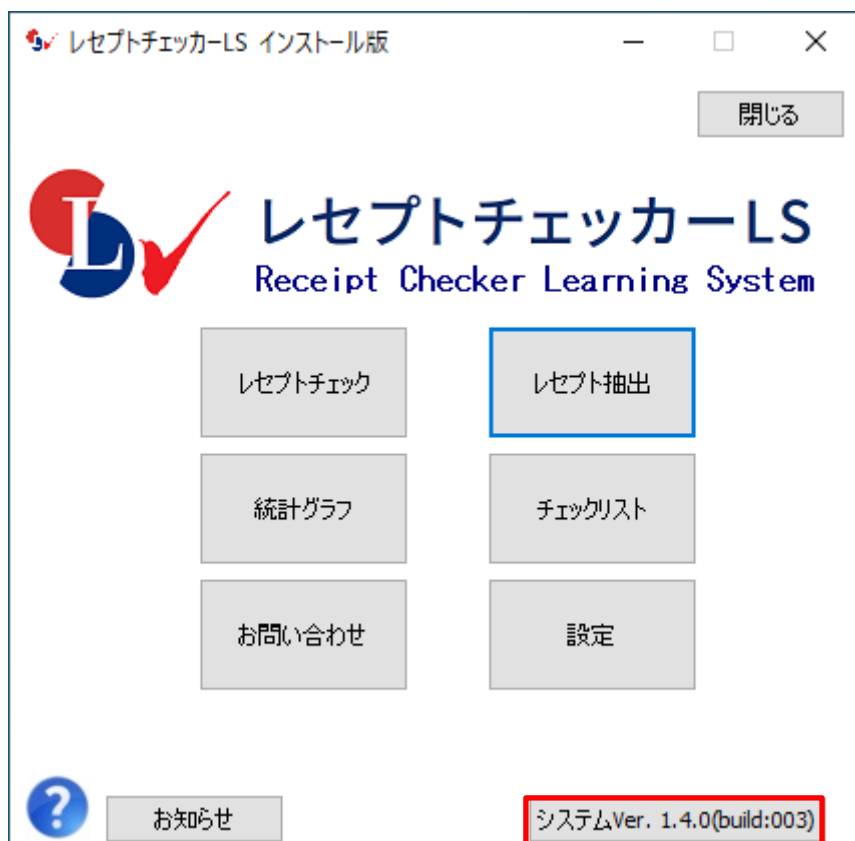 レセプトチェッカーLS インストール版
閉じる
L
レセプトチェッカーLS
Receipt Checker Learning System
レセプトチェック
レセプト抽出
統計グラフ
チェックリスト
お問い合わせ
設定
?
お知らせ
システムVer. 1.4.0(build:003)